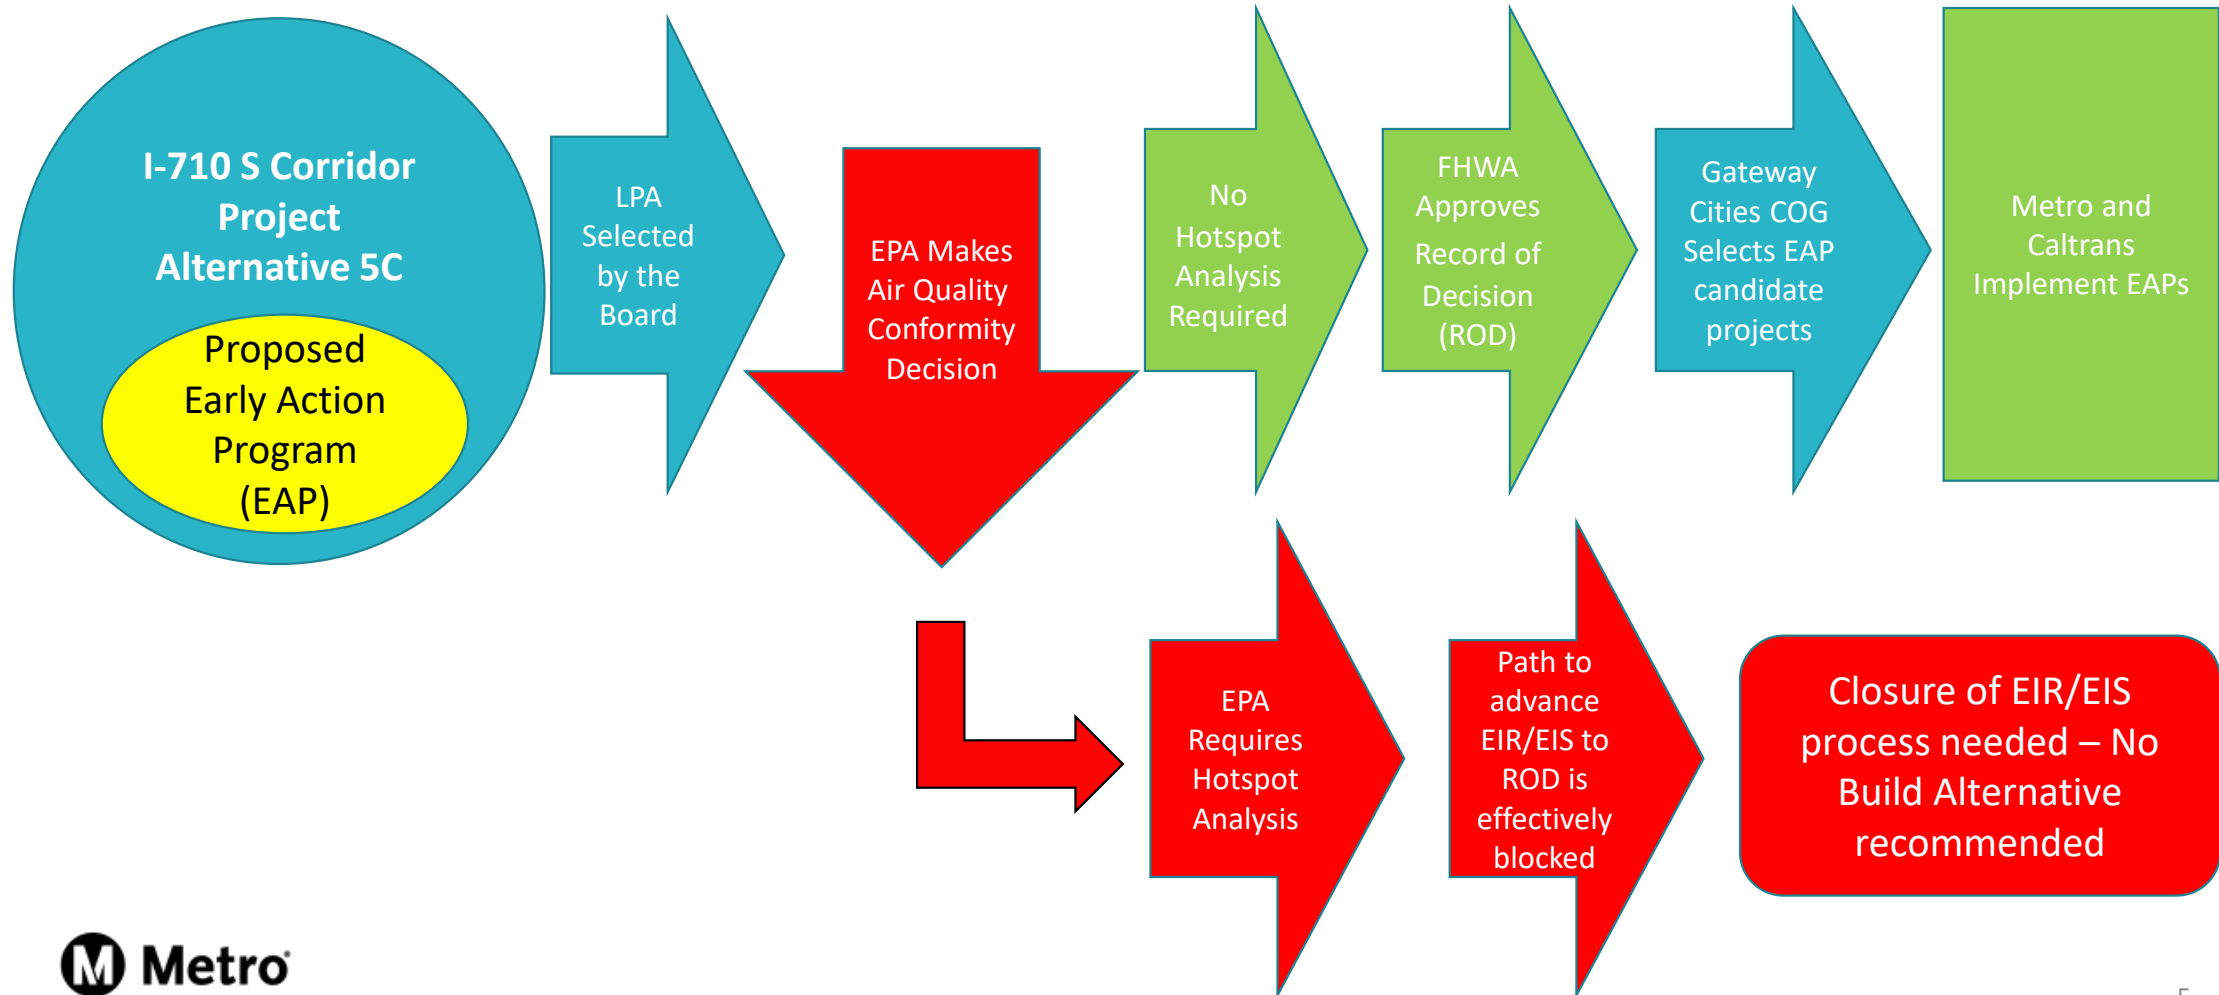 I-710 S Corridor
Project
Alternative 5C
Proposed
Early Action
Program
(EAP)
LPA
Selected
by the
Board
EPA Makes
Air Quality
Conformity
Decision
No
Hotspot
Analysis
Required
FHWA
Approves
Record of
Decision
(ROD)
Gateway
Cities COG
Selects EAP
candidate
projects
Metro and
Caltrans
Implement EAPs
EPA
Requires
Hotspot
Analysis
Path to
advance
EIR/EIS to
ROD is
effectively
blocked
Closure of EIR/EIS
process needed – No
Build Alternative
recommended
M Metro